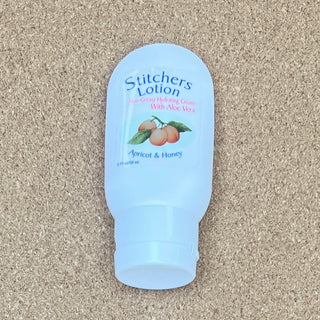 Stitchers
Lotion
Non-Greasy Hydrating Cream
With Aloe Vera
Apricot & Honey